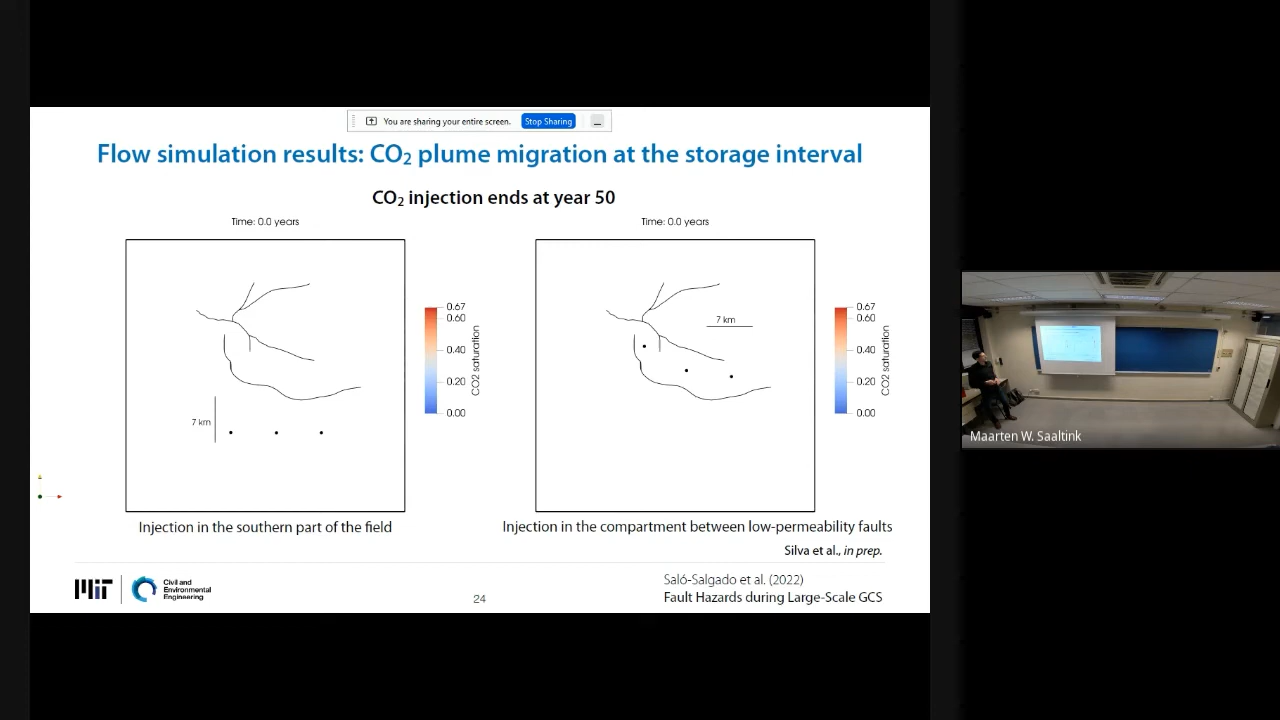 You are sharing your entire screen.
Stop Sharing
Flow simulation results: CO₂ plume migration at the storage interval
CO₂ injection ends at year 50
Time: 0.0 years
7 km
0.67
0.60
0.40
0.20
0.00
CO2 saturation
Injection in the southern part of the field
Time: 0.0 years
7 km
0.67
0.60
0.40
0.20
0.00
CO2 saturation
Injection in the compartment between low-permeability faults
Silva et al., in prep.
MIT
Civil and
Environmental
Engineering
24
Saló-Salgado et al. (2022)
Fault Hazards during Large-Scale GCS
Maarten W. Saaltink